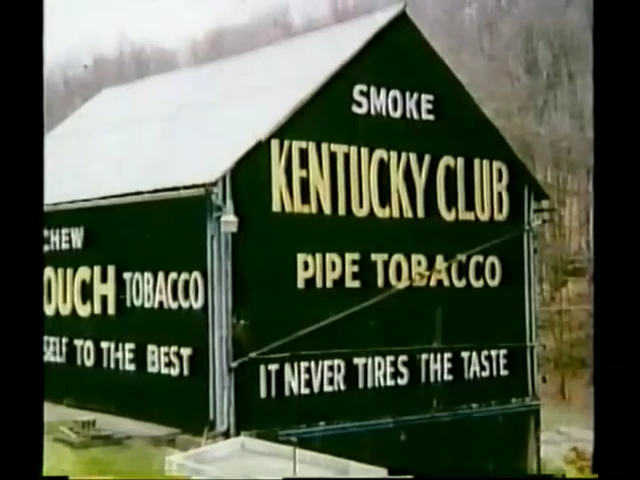 CHEW
OUCH TOBACCO
SELF TO THE BEST
SMOKE
KENTUCKY CLUB
PIPE TOBACCO
IT NEVER TIRES THE TASTE